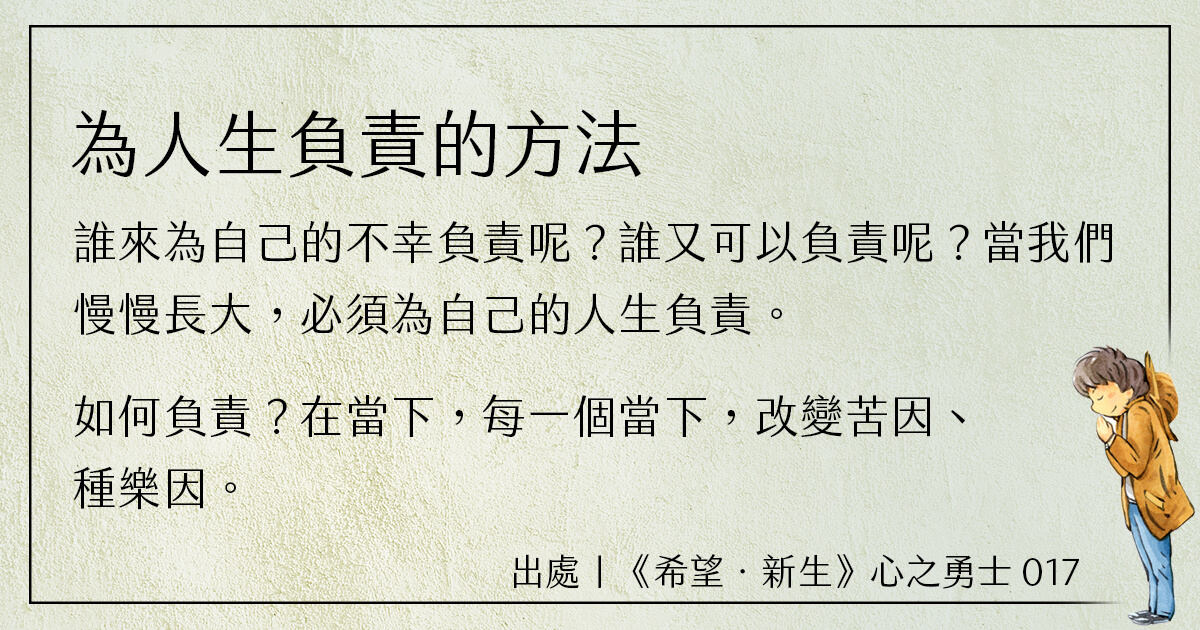 為人生負責的方法
誰來為自己的不幸負責呢？誰又可以負責呢？當我們
慢慢長大，必須為自己的人生負責。
如何負責？在當下，每一個當下，改變苦因、
種樂因。
出處｜《希望．新生》心之勇士 017